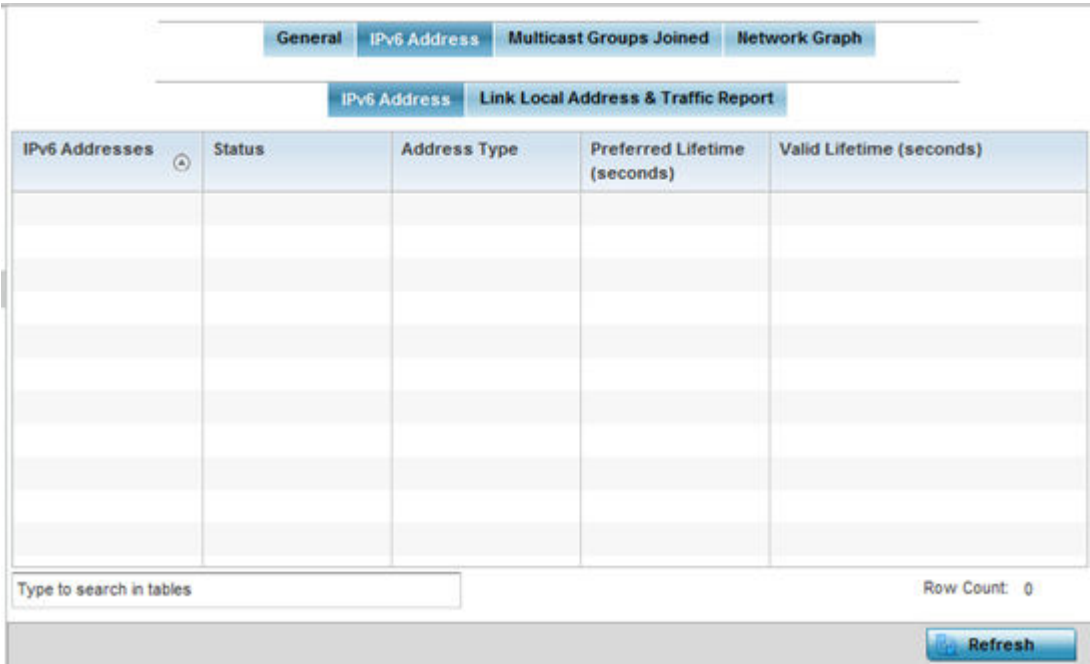 General IPv6 Address Multicast Groups Joined Network Graph
IPv6 Address Link Local Address & Traffic Report
IPv6 Addresses Status Address Type Preferred Lifetime (seconds) Valid Lifetime (seconds)
Type to search in tables Row Count: 0
Refresh